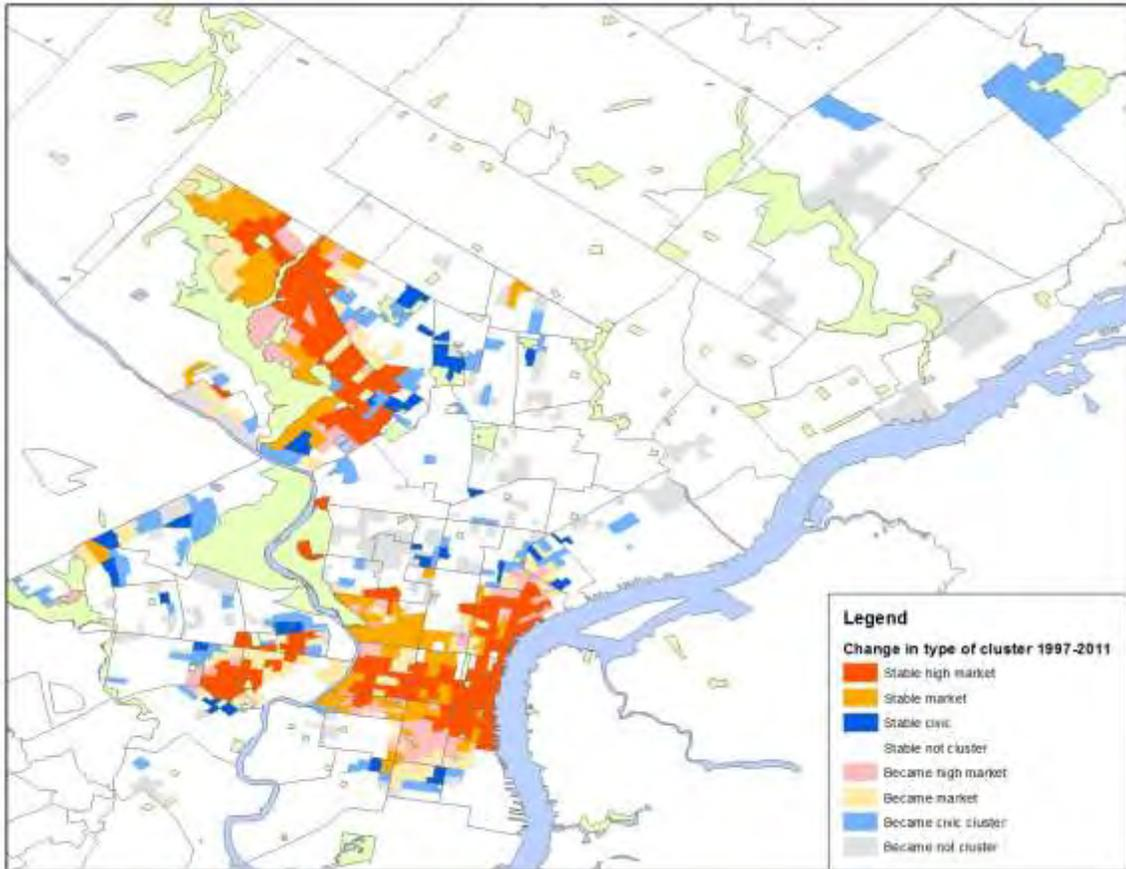 Legend
Change in type of cluster 1997-2011
Stable high market
Stable market
Stable civic
Stable not cluster
Became high market
Became market
Became civic cluster
Became not cluster